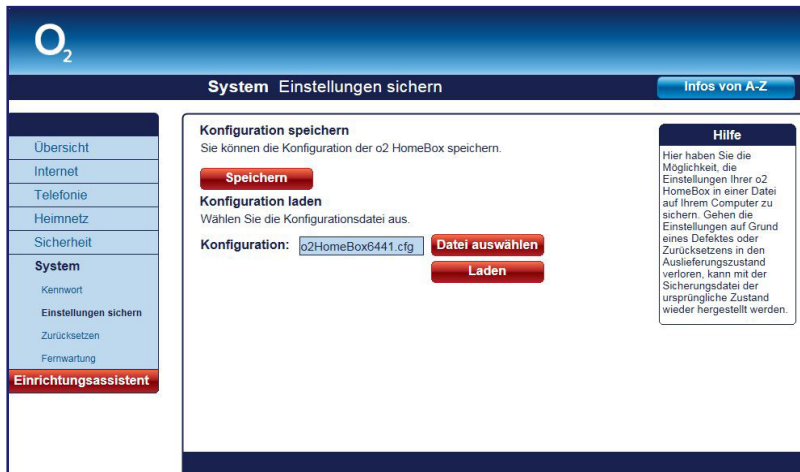 O2
System Einstellungen sichern
Infos von A-Z
Übersicht
Internet
Telefonie
Heimnetz
Sicherheit
System
Kennwort
Einstellungen sichern
Zurücksetzen
Fernwartung
Einrichtungsassistent
Konfiguration speichern
Sie können die Konfiguration der o2 HomeBox speichern.
Speichern
Konfiguration laden
Wählen Sie die Konfigurationsdatei aus.
Konfiguration: o2HomeBox6441.cfg Datei auswählen
Laden
Hilfe
Hier haben Sie die
Möglichkeit, die
Einstellungen Ihrer o2
HomeBox in einer Datei
auf Ihrem Computer zu
sichern. Gehen die
Einstellungen auf Grund
eines Defektes oder
Zurücksetzens in den
Auslieferungszustand
verloren, kann mit der
Sicherungsdatei der
ursprüngliche Zustand
wieder hergestellt werden.